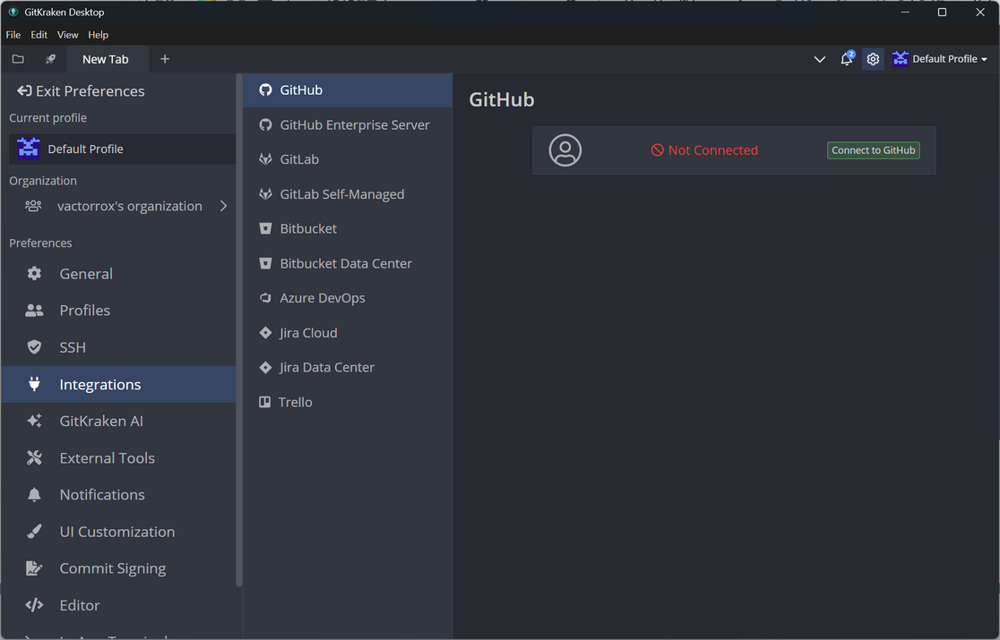 GitKraken Desktop
File Edit View Help
New Tab
2
Default Profile
Exit Preferences
Current profile
Default Profile
Organization
vactorrox's organization
Preferences
General
Profiles
SSH
Integrations
GitKraken AI
External Tools
Notifications
UI Customization
Commit Signing
Editor
GitHub
GitHub Enterprise Server
GitLab
GitLab Self-Managed
Bitbucket
Bitbucket Data Center
Azure DevOps
Jira Cloud
Jira Data Center
Trello
GitHub
Not Connected
Connect to GitHub